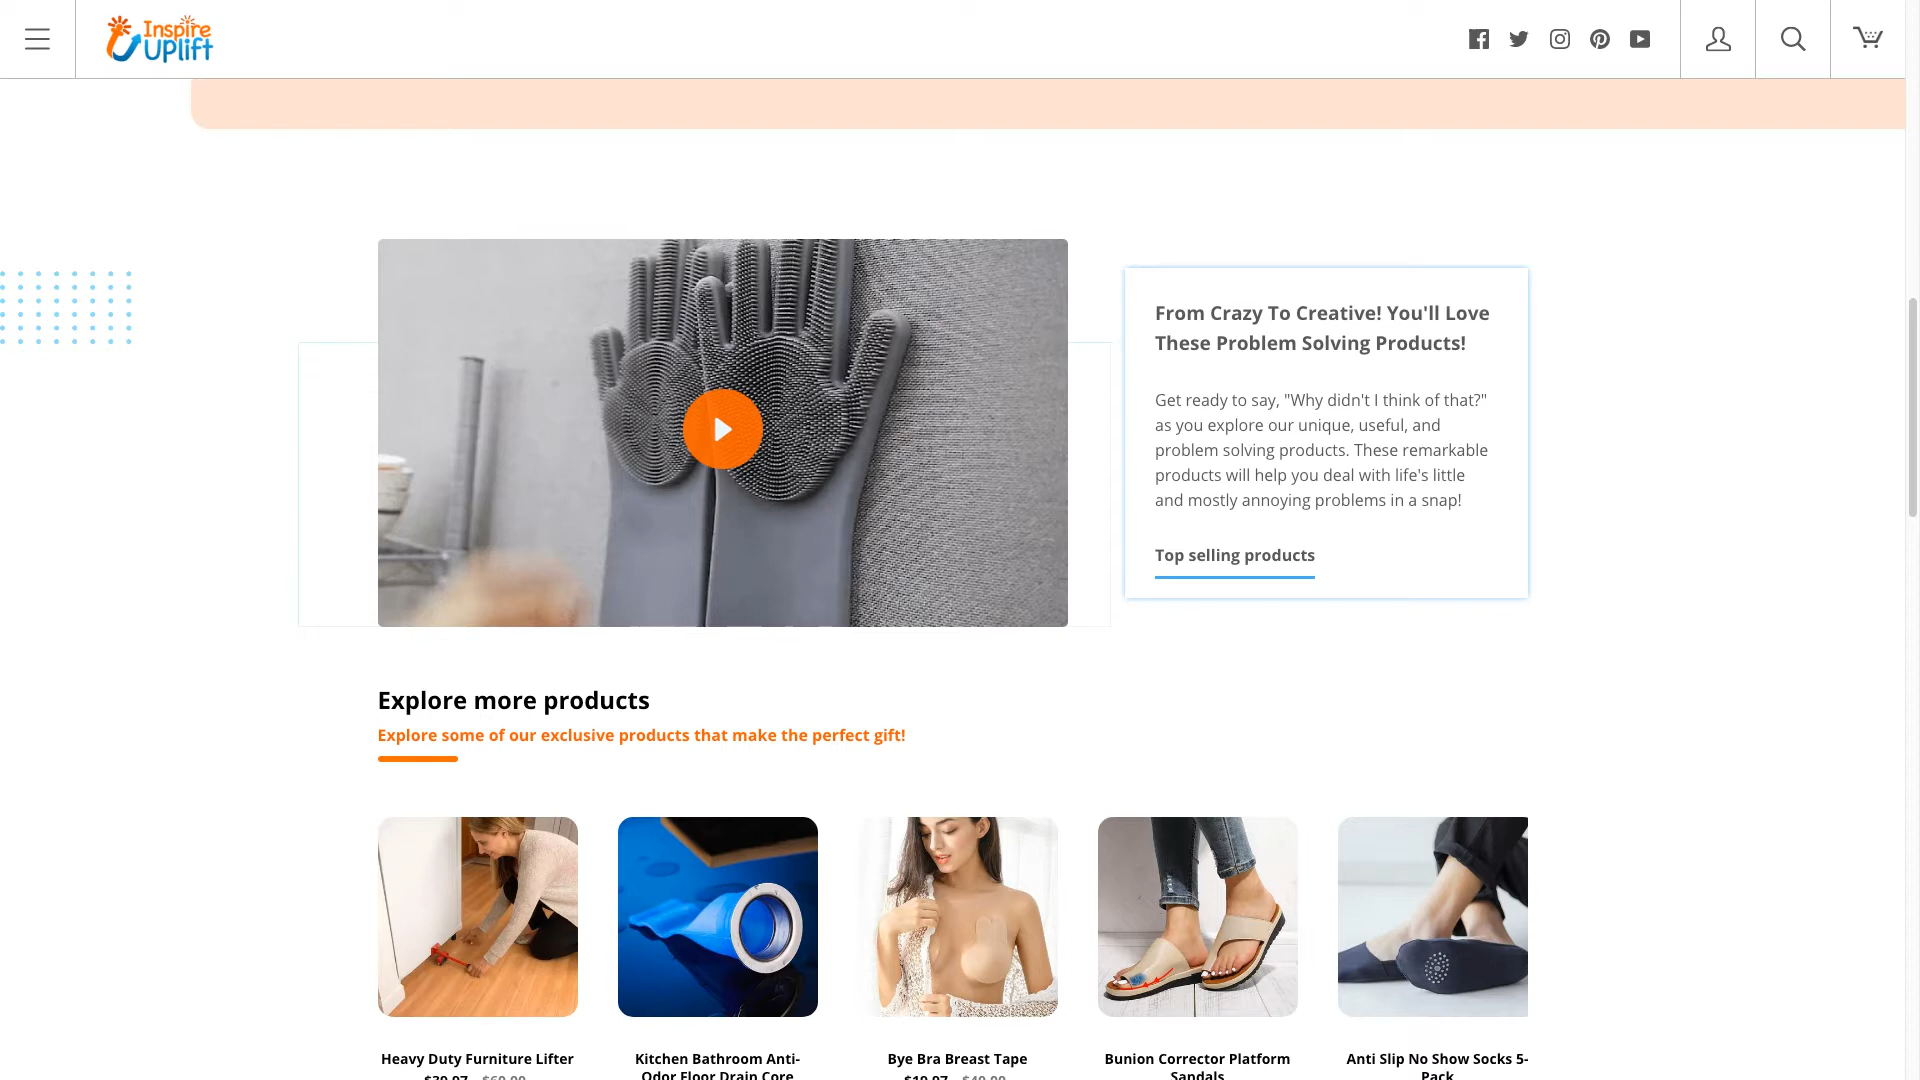 Inspire
Uplift
From Crazy To Creative! You'll Love
These Problem Solving Products!
Get ready to say, "Why didn't I think of that?"
as you explore our unique, useful, and
problem solving products. These remarkable
products will help you deal with life's little
and mostly annoying problems in a snap!
Top selling products
Explore more products
Explore some of our exclusive products that make the perfect gift!
Heavy Duty Furniture Lifter
Kitchen Bathroom Anti-
Odor Floor Drain Core
Bye Bra Breast Tape
Bunion Corrector Platform
Sandals
Anti Slip No Show Socks 5-
Pack